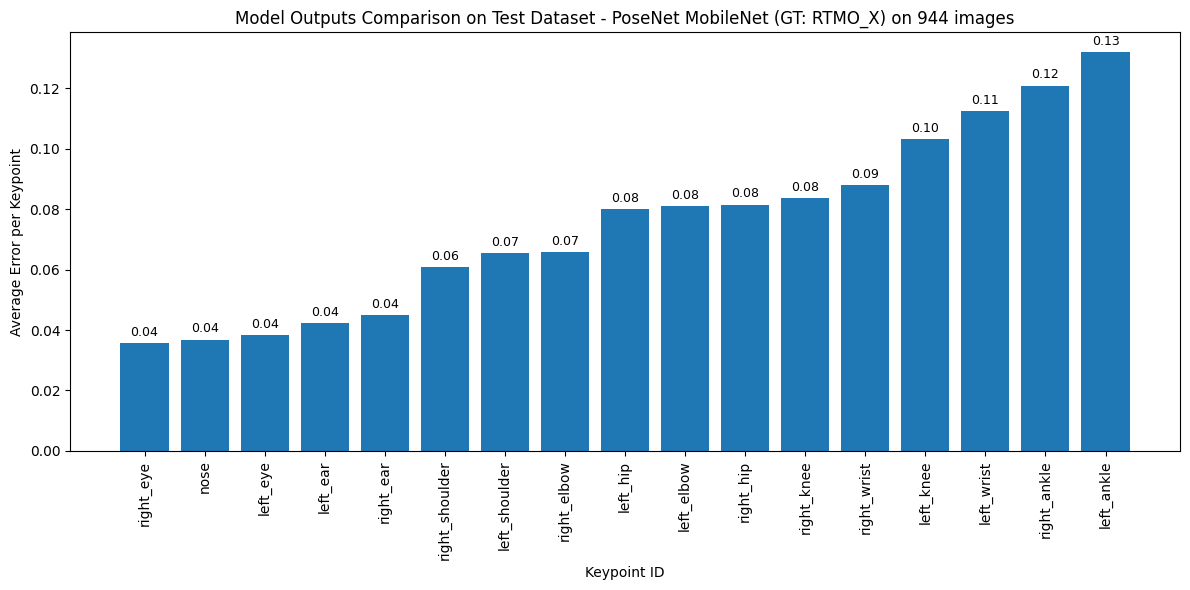 Model Outputs Comparison on Test Dataset - PoseNet MobileNet (GT: RTMO_X) on 944 images
Average Error per Keypoint
0.12
0.10
0.08
0.06
0.04
0.02
0.00
0.04
0.04
0.04
0.04
0.04
0.06
0.07
0.07
0.08
0.08
0.08
0.08
0.09
0.10
0.11
0.12
0.13
right_eye
nose
left_eye
left_ear
right_ear
right_shoulder
left_shoulder
right_elbow
left_hip
left_elbow
right_hip
right_knee
right_wrist
left_knee
left_wrist
right_ankle
left_ankle
Keypoint ID